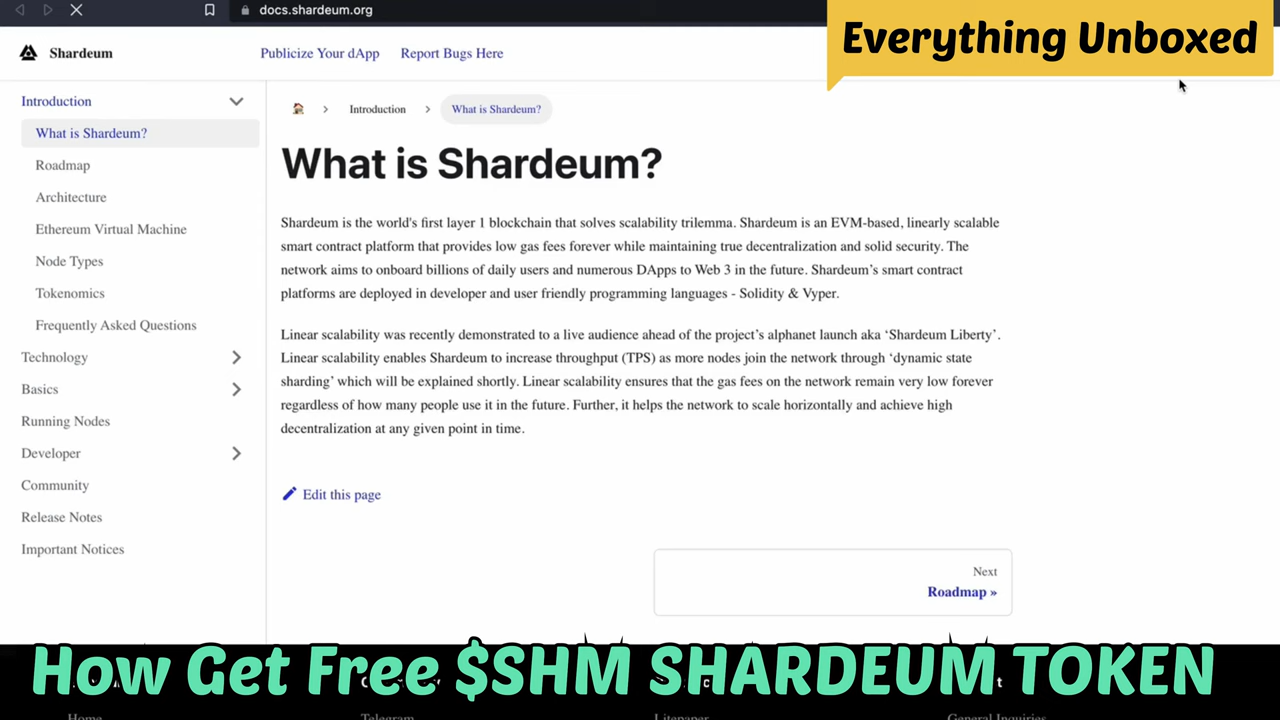 docs.shardeum.org
Everything Unboxed
Shardeum
Publicize Your dApp
Report Bugs Here
Introduction
What is Shardeum?
Roadmap
Architecture
Ethereum Virtual Machine
Node Types
Tokenomics
Frequently Asked Questions
Technology
Basics
Running Nodes
Developer
Community
Release Notes
Important Notices
Introduction
What is Shardeum?
What is Shardeum?
Shardeum is the world's first layer 1 blockchain that solves scalability trilemma. Shardeum is an EVM-based, linearly scalable
smart contract platform that provides low gas fees forever while maintaining true decentralization and solid security. The
network aims to onboard billions of daily users and numerous DApps to Web 3 in the future. Shardeum’s smart contract
platforms are deployed in developer and user friendly programming languages - Solidity & Vyper.
Linear scalability was recently demonstrated to a live audience ahead of the project’s alphanet launch aka ‘Shardeum Liberty’.
Linear scalability enables Shardeum to increase throughput (TPS) as more nodes join the network through ‘dynamic state
sharding’ which will be explained shortly. Linear scalability ensures that the gas fees on the network remain very low forever
regardless of how many people use it in the future. Further, it helps the network to scale horizontally and achieve high
decentralization at any given point in time.
Edit this page
Next
Roadmap »
How Get Free $SHM SHARDEUM TOKEN
Home
Telegram
Litepaper
General Inquiries